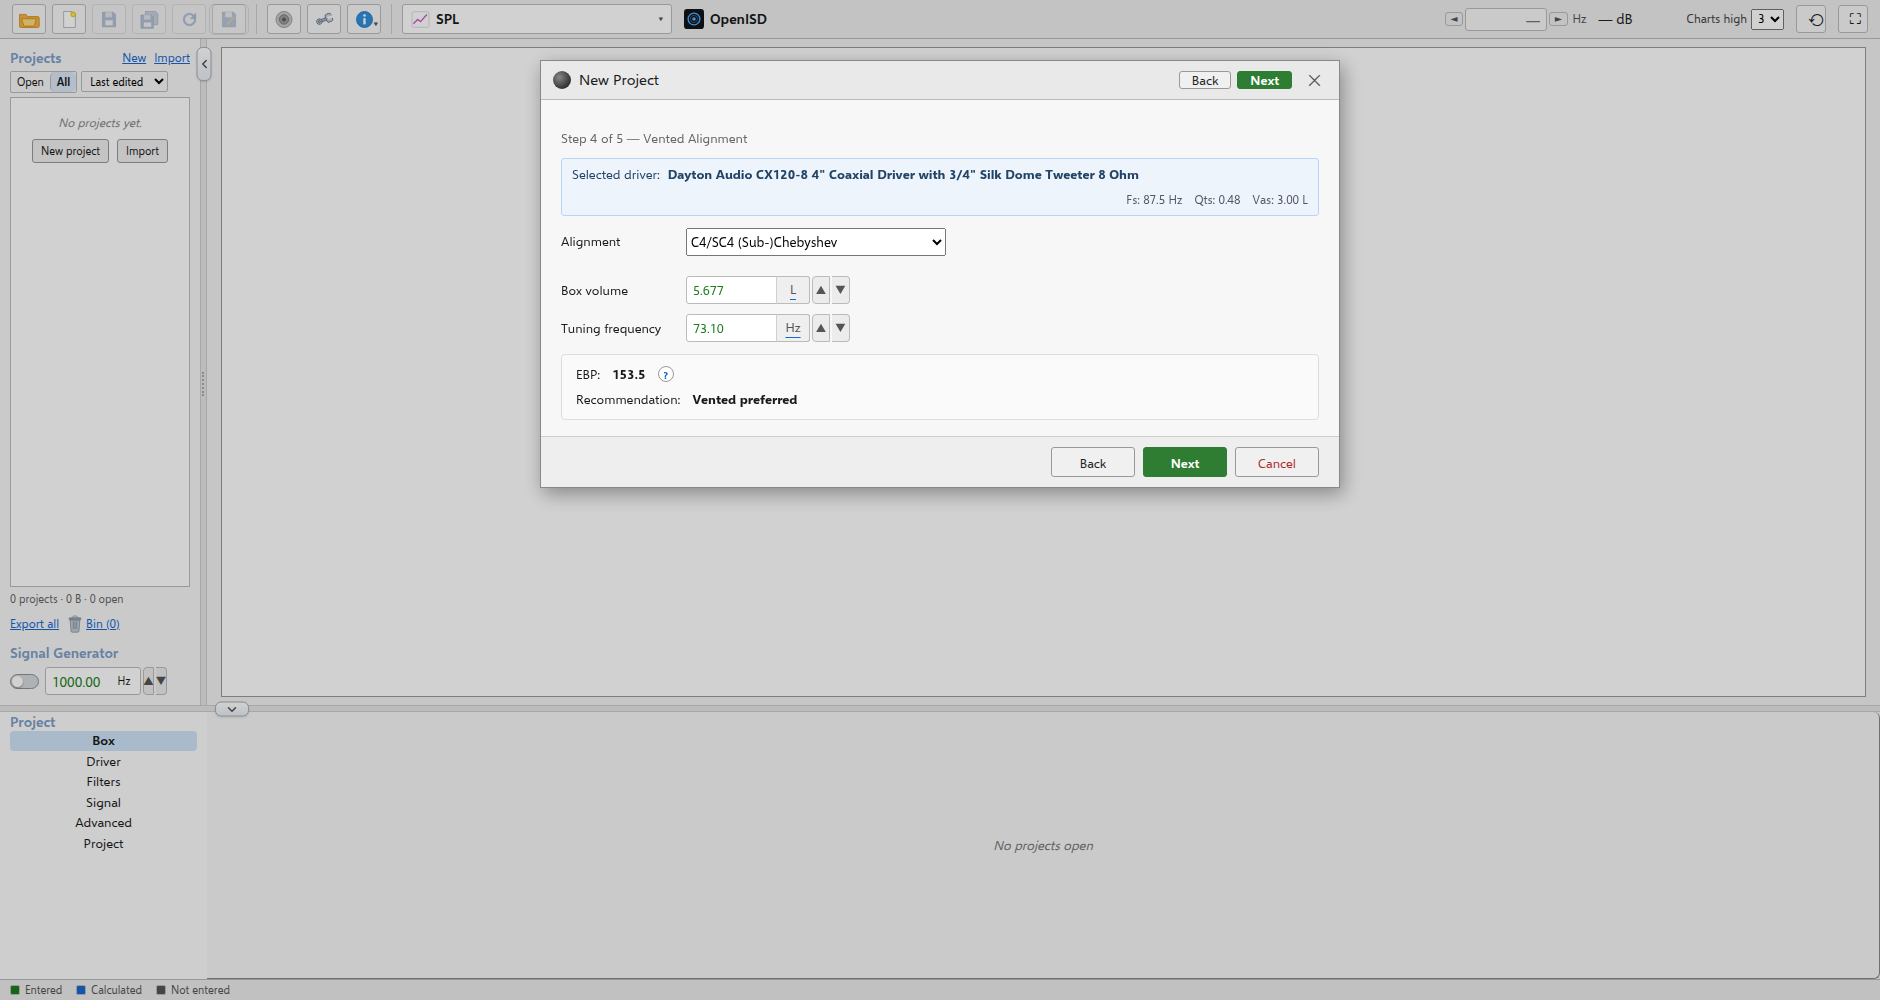 SPL
OpenISD
— Hz — dB
Charts high 3
Projects New Import
Open All Last edited
No projects yet.
New project Import
0 projects · 0 B · 0 open
Export all Bin (0)
Signal Generator
1000.00 Hz
New Project Back Next
Step 4 of 5 — Vented Alignment
Selected driver: Dayton Audio CX120-8 4" Coaxial Driver with 3/4" Silk Dome Tweeter 8 Ohm
Fs: 87.5 Hz Qts: 0.48 Vas: 3.00 L
Alignment C4/SC4 (Sub-)Chebyshev
Box volume 5.677 L
Tuning frequency 73.10 Hz
EBP: 153.5 ?
Recommendation: Vented preferred
Back Next Cancel
Project
Box
Driver
Filters
Signal
Advanced
Project
No projects open
Entered Calculated Not entered